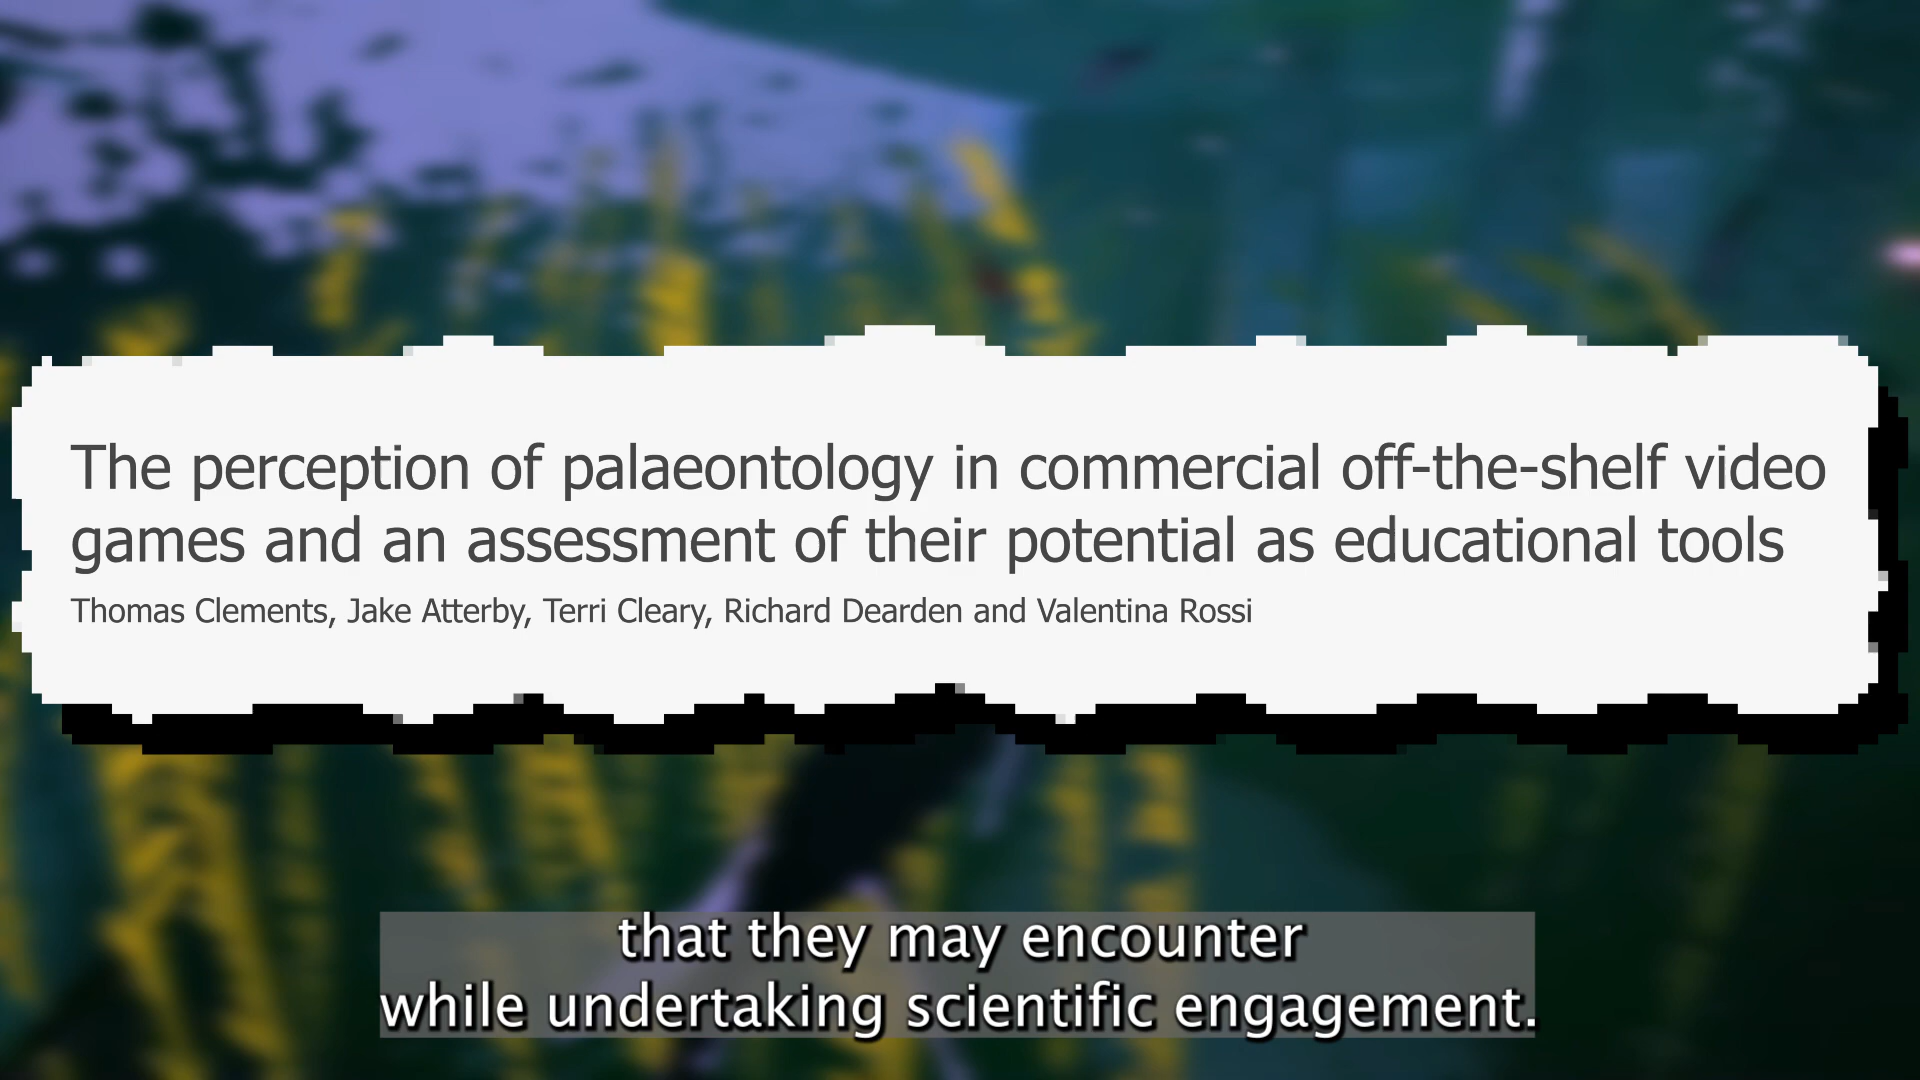 The perception of palaeontology in commercial off-the-shelf video
games and an assessment of their potential as educational tools
Thomas Clements, Jake Atterby, Terri Cleary, Richard Dearden and Valentina Rossi
that they may encounter
while undertaking scientific engagement.